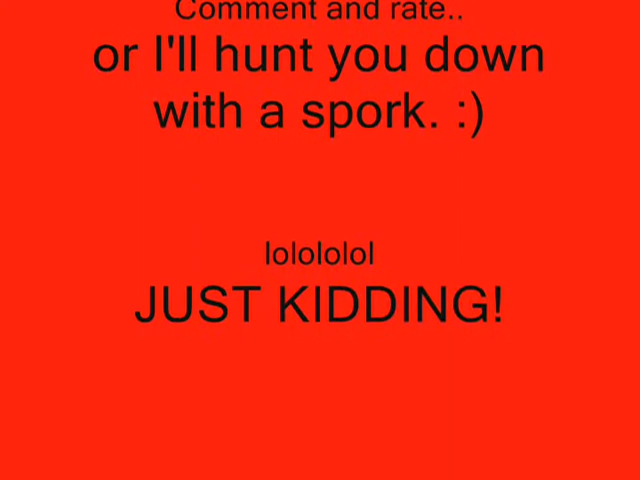 Comment and rate..
or I'll hunt you down
with a spork. :)
lolololol
JUST KIDDING!